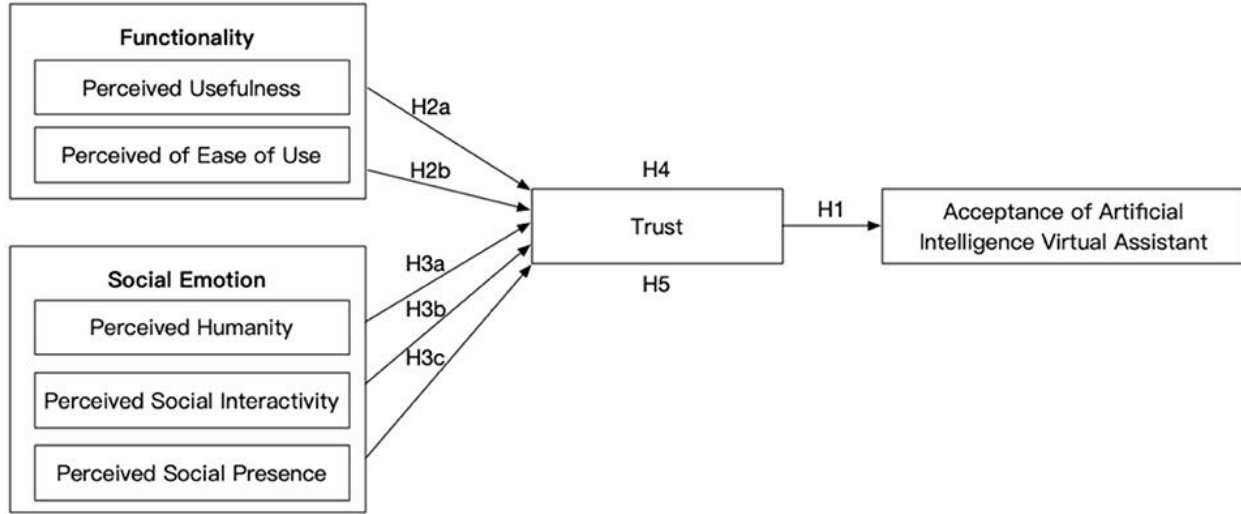 Functionality
Perceived Usefulness
Perceived of Ease of Use
H2a
H2b
Social Emotion
Perceived Humanity
Perceived Social Interactivity
Perceived Social Presence
H3a
H3b
H3c
H4
Trust
H5
H1
Acceptance of Artificial
Intelligence Virtual Assistant